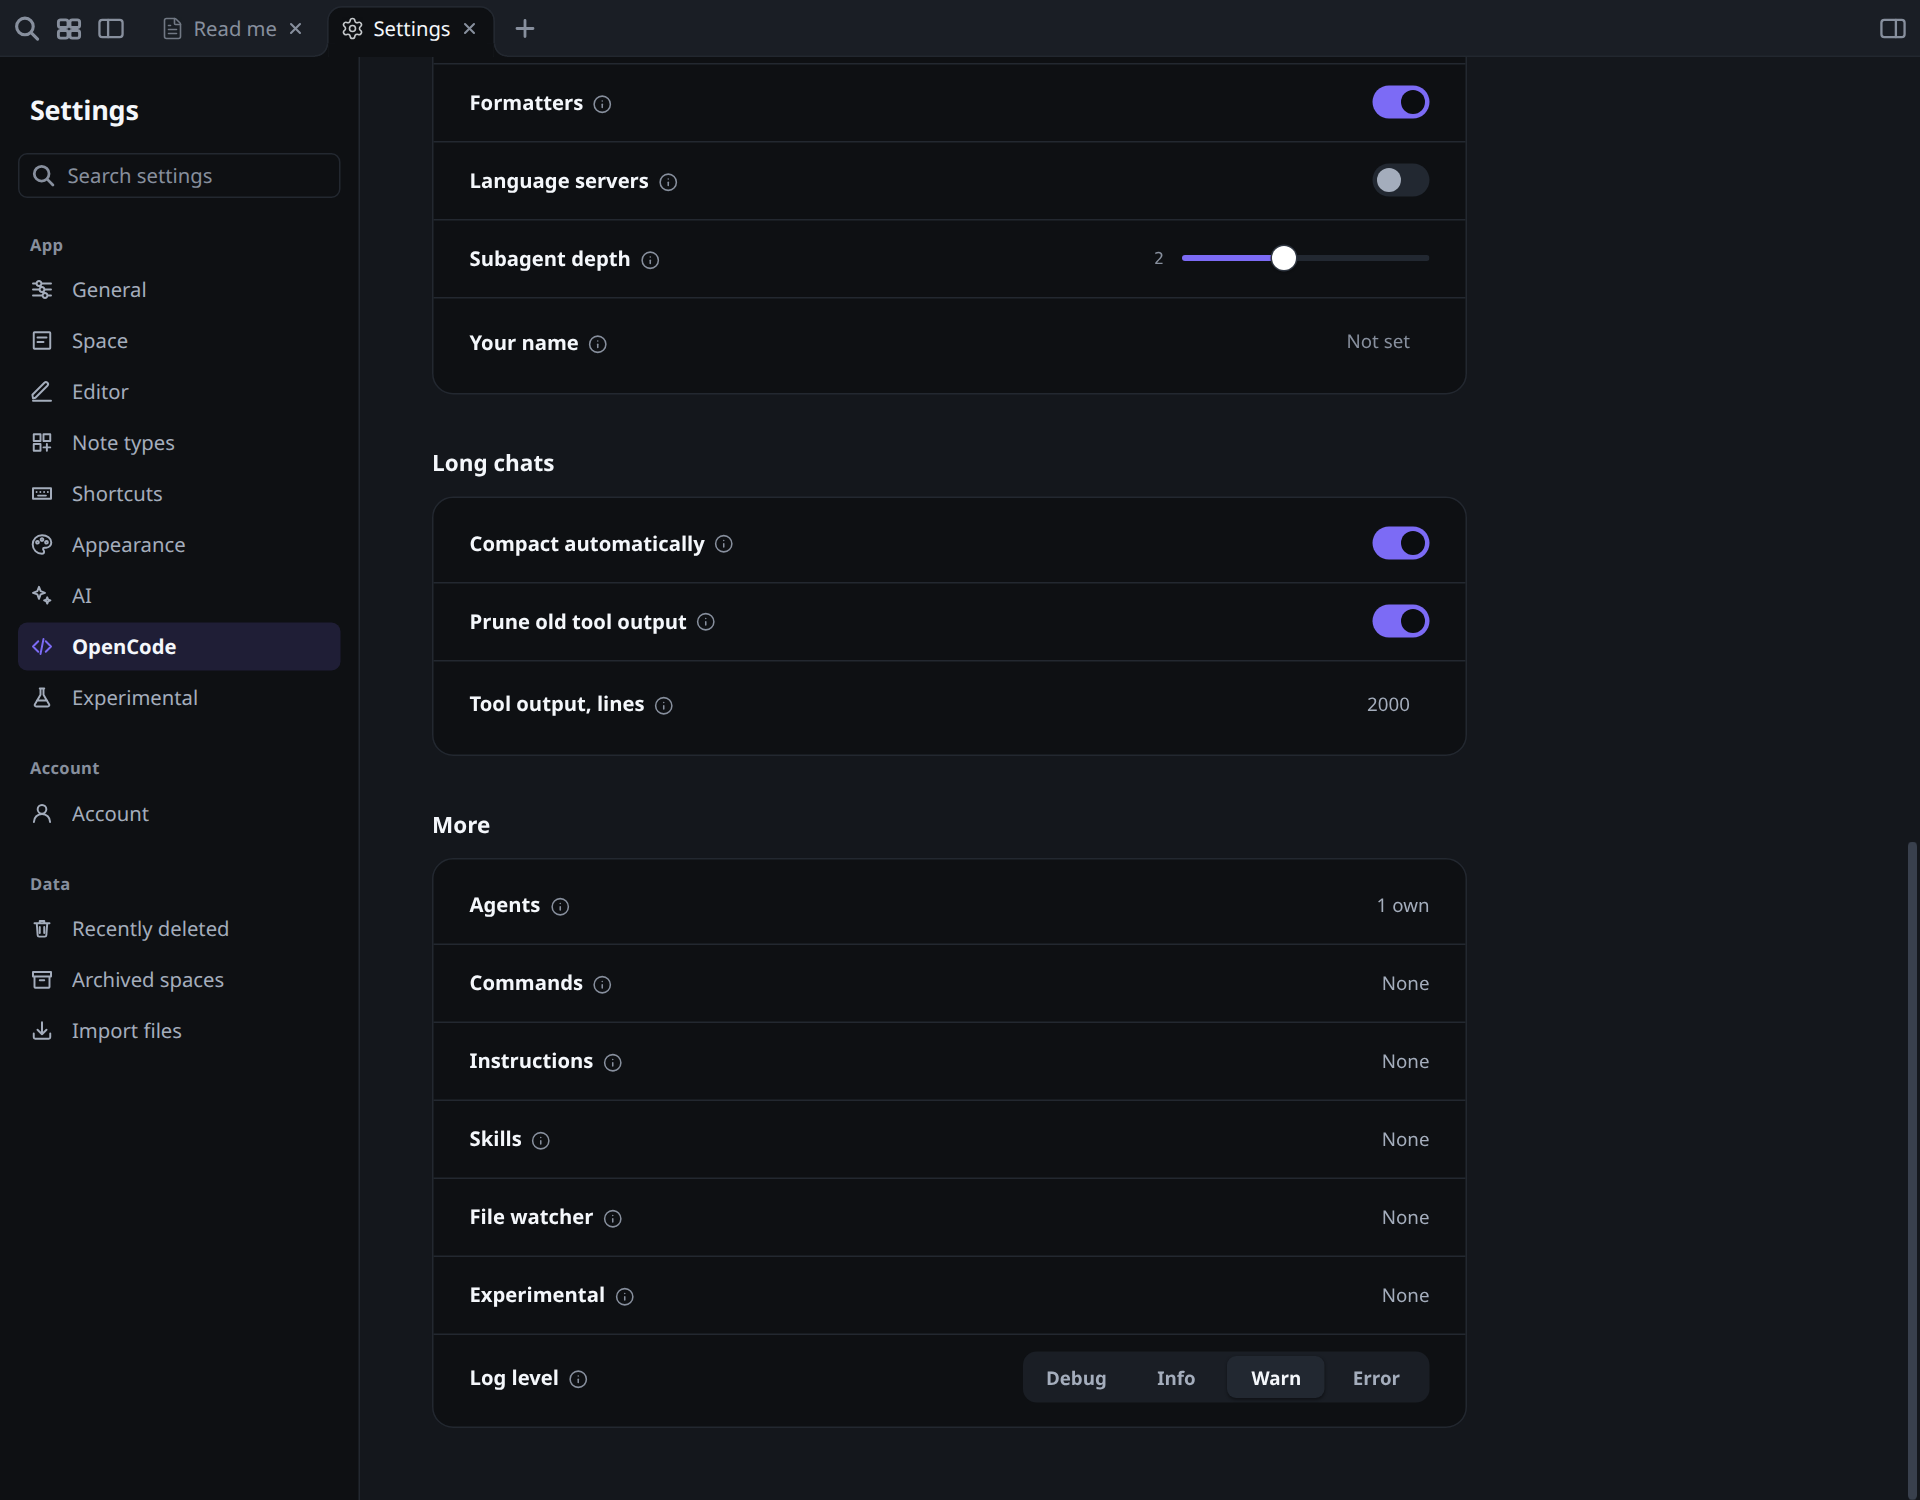 Read me
Settings
Settings
Search settings
App
General
Space
Editor
Note types
Shortcuts
Appearance
AI
OpenCode
Experimental
Account
Account
Data
Recently deleted
Archived spaces
Import files
Formatters
Language servers
Subagent depth 2
Your name Not set
Long chats
Compact automatically
Prune old tool output
Tool output, lines 2000
More
Agents 1 own
Commands None
Instructions None
Skills None
File watcher None
Experimental None
Log level Debug Info Warn Error